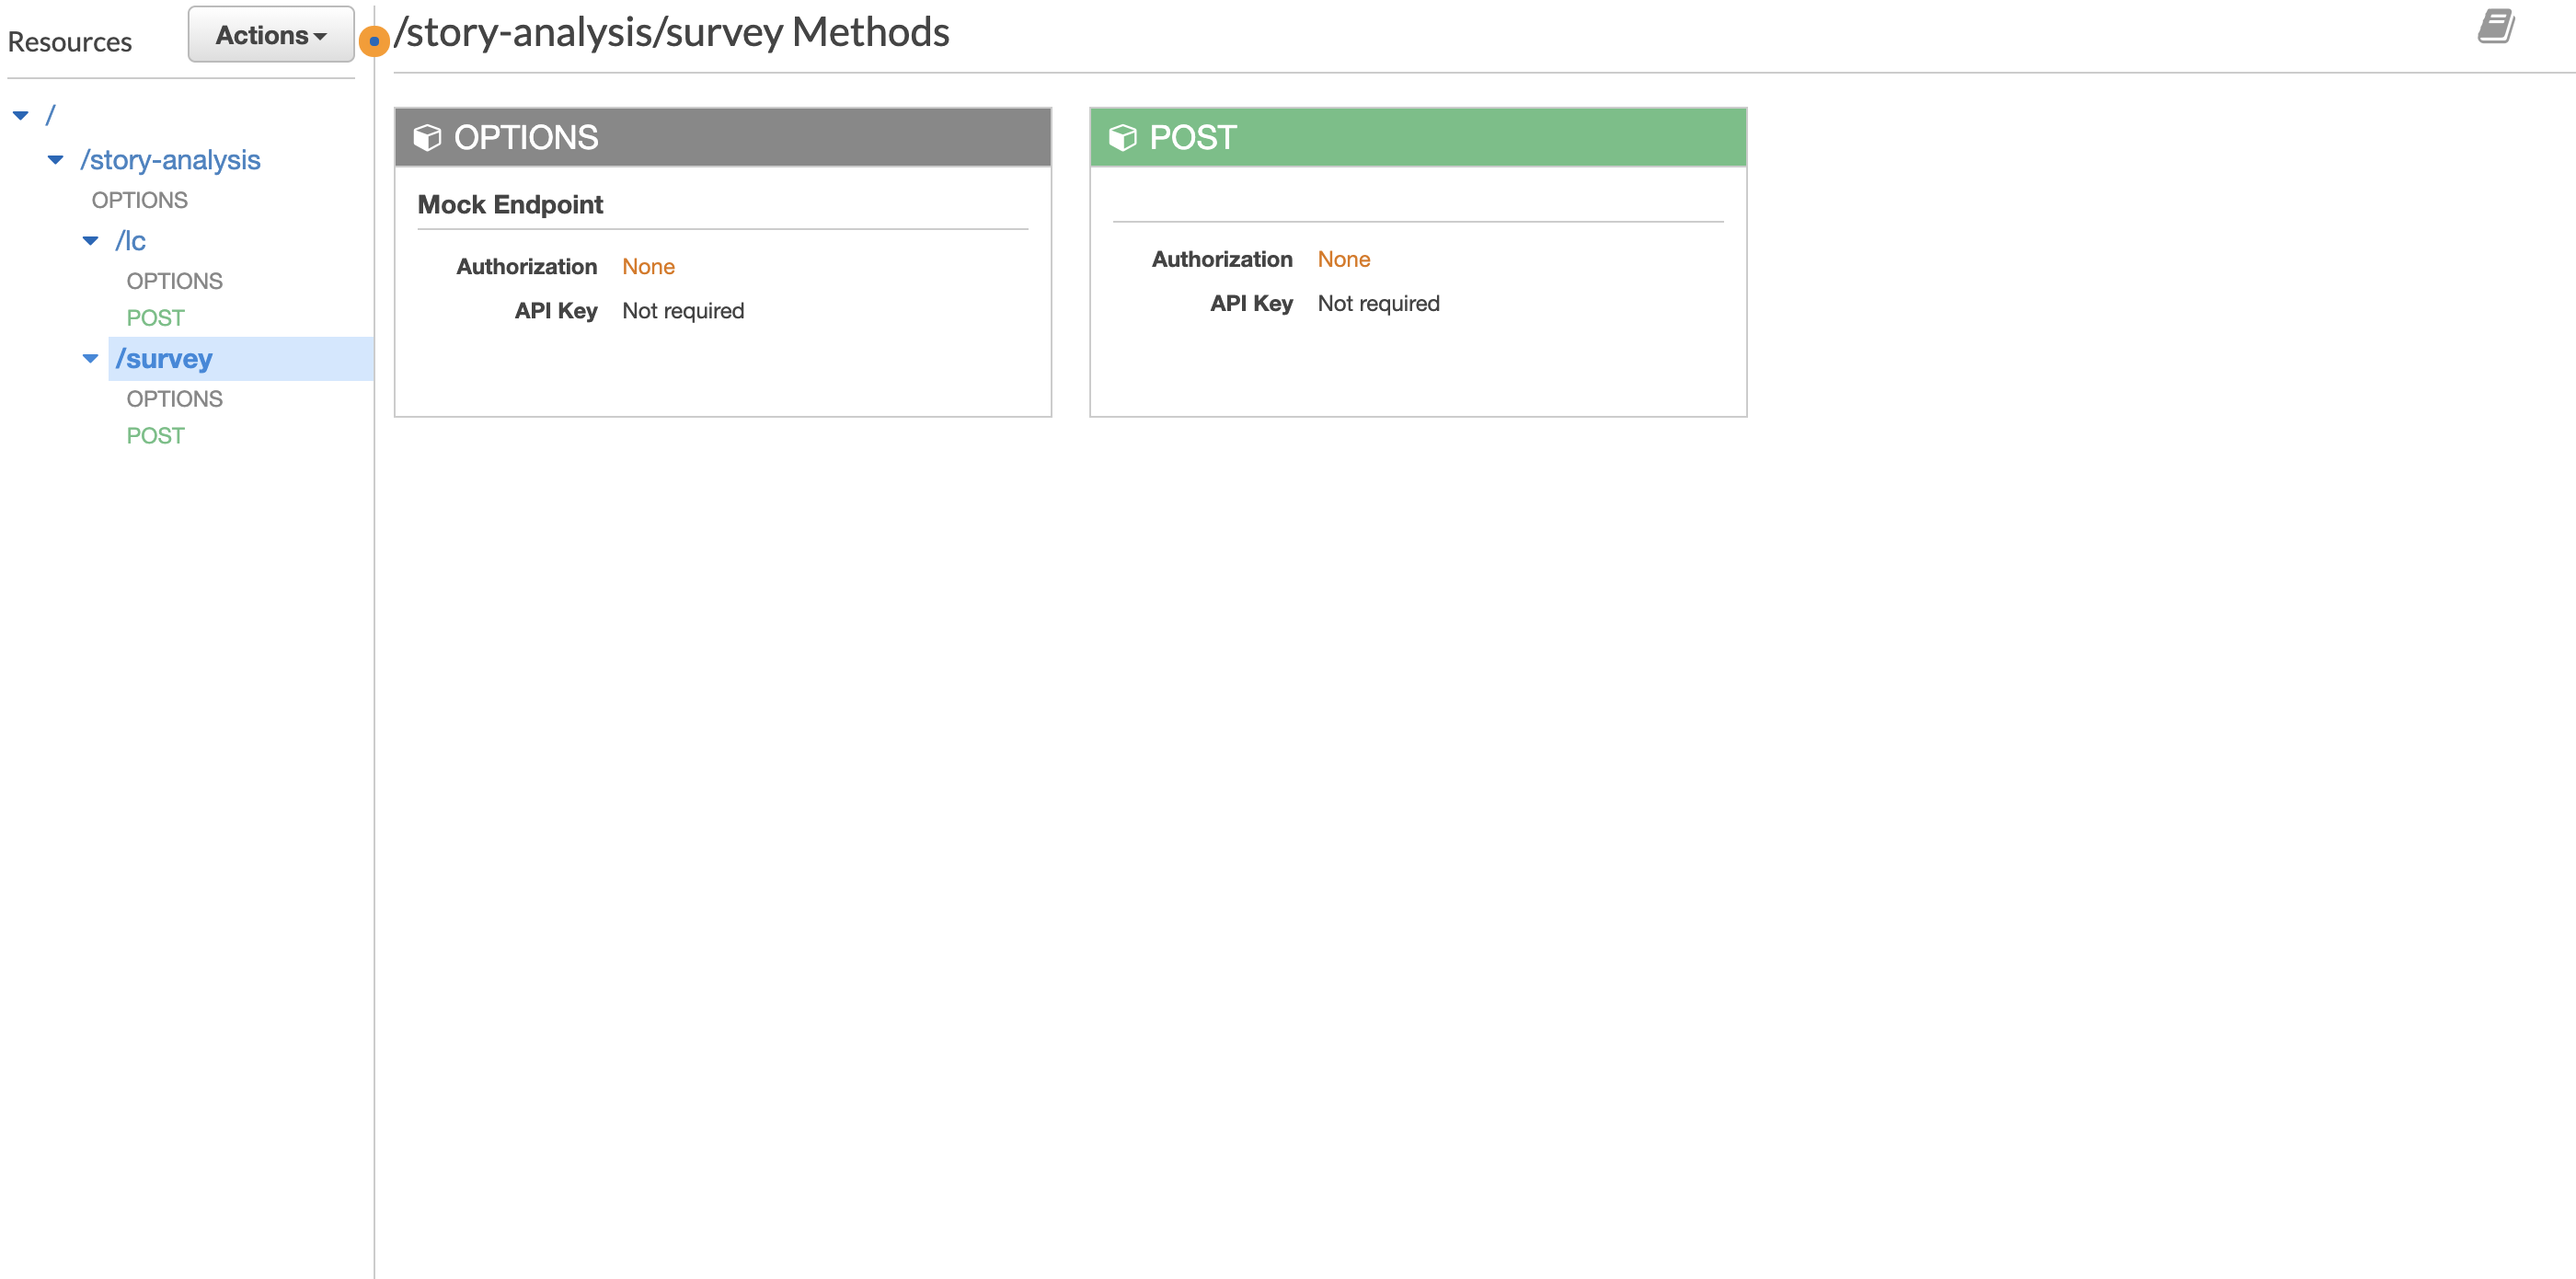 Resources
Actions
/
/story-analysis
OPTIONS
/lc
OPTIONS
POST
/survey
OPTIONS
POST
/story-analysis/survey Methods
OPTIONS
Mock Endpoint
Authorization None
API Key Not required
POST
Authorization None
API Key Not required